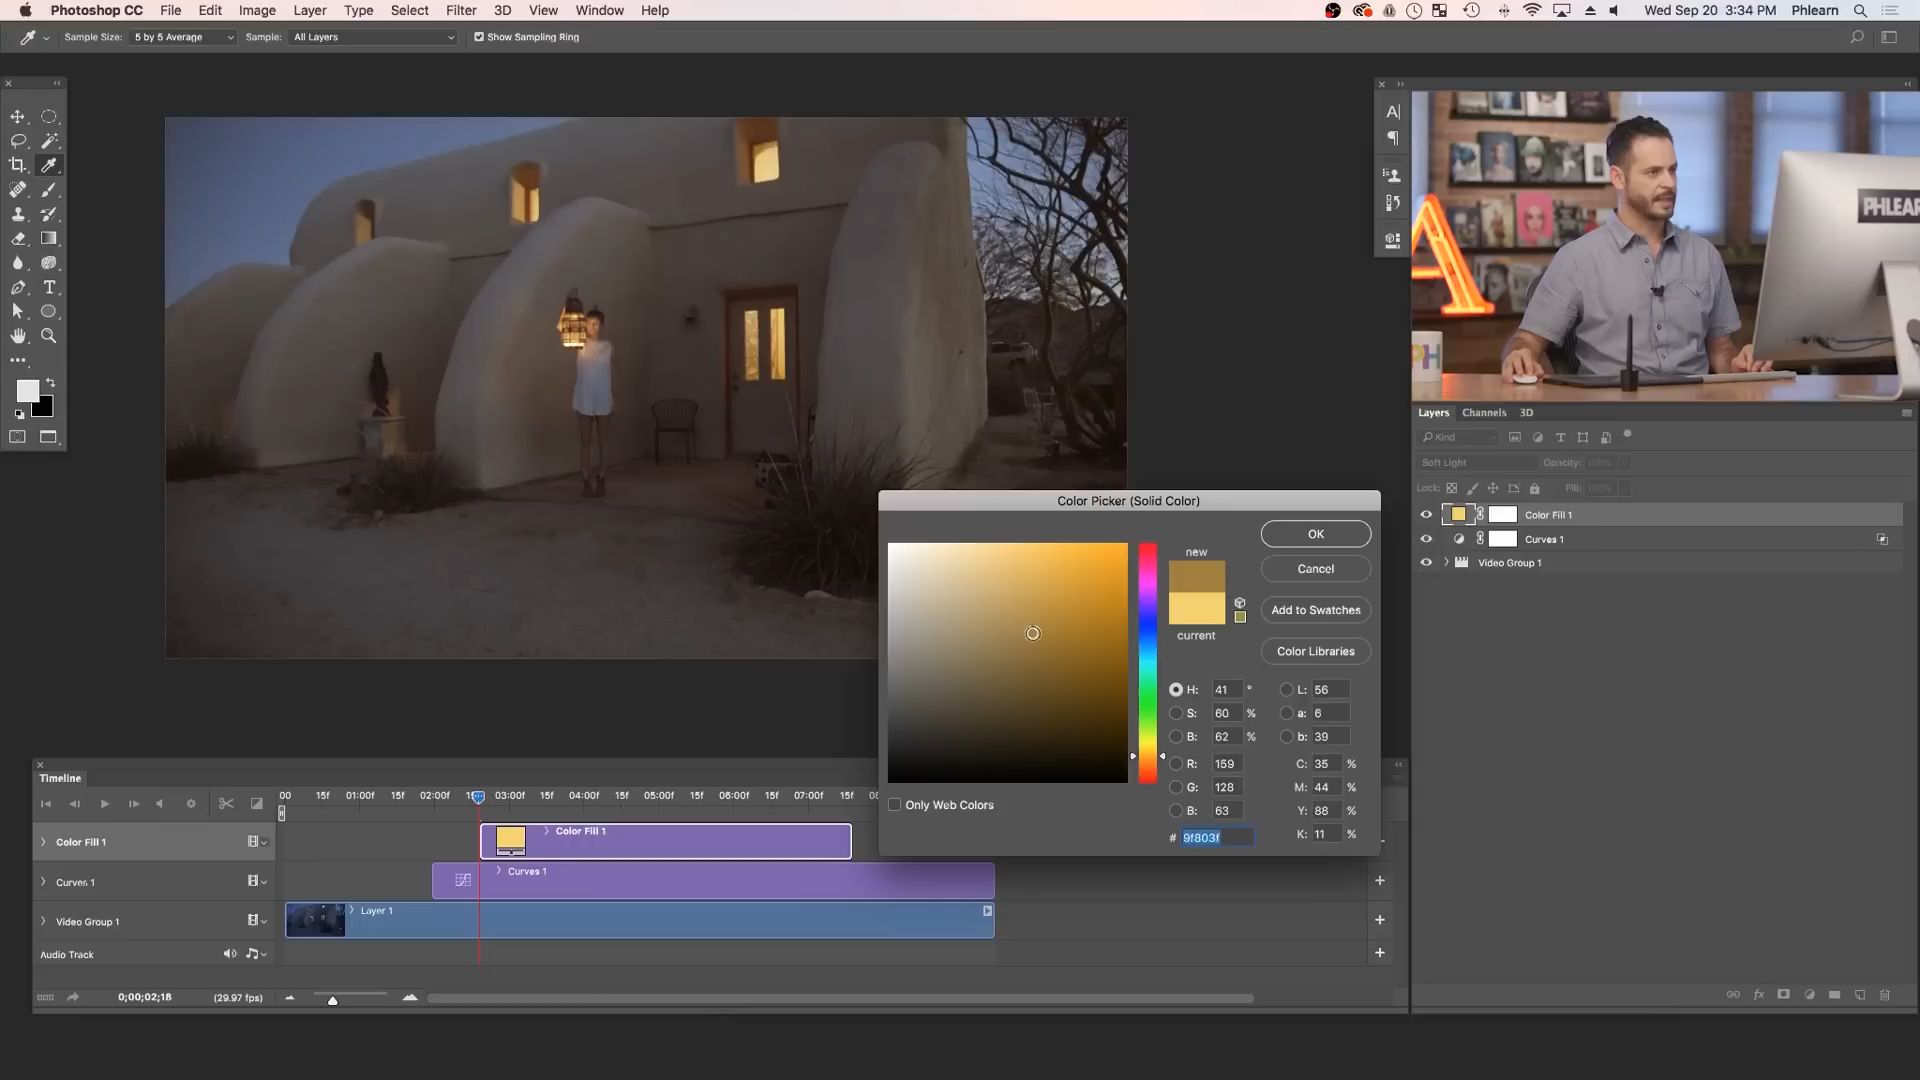 Photoshop CC File Edit Image Layer Type Select Filter 3D View Window Help Wed Sep 20 3:34 PM Phlearn
Sample Size: 5 by 5 Average Sample: All Layers Show Sampling Ring
PHLEAR
Layers Channels 3D
Kind
Soft Light Opacity: 100%
Lock: Fill: 100%
Color Fill 1
Curves 1
Video Group 1
Color Picker (Solid Color)
new
current
OK
Cancel
Add to Swatches
Color Libraries
H: 41 ° L: 56
S: 60 % a: 6
B: 62 % b: 39
R: 159 C: 35 %
G: 128 M: 44 %
B: 63 Y: 88 %
# 9f803f K: 11 %
Only Web Colors
Timeline
00 15f 01:00f 15f 02:00f 15 03:00f 15f 04:00f 15f 05:00f 15f 06:00f 15f 07:00f 15f
Color Fill 1 Color Fill 1
Curves 1 Curves 1
Video Group 1 Layer 1
Audio Track
0;00;02;18 (29.97 fps)